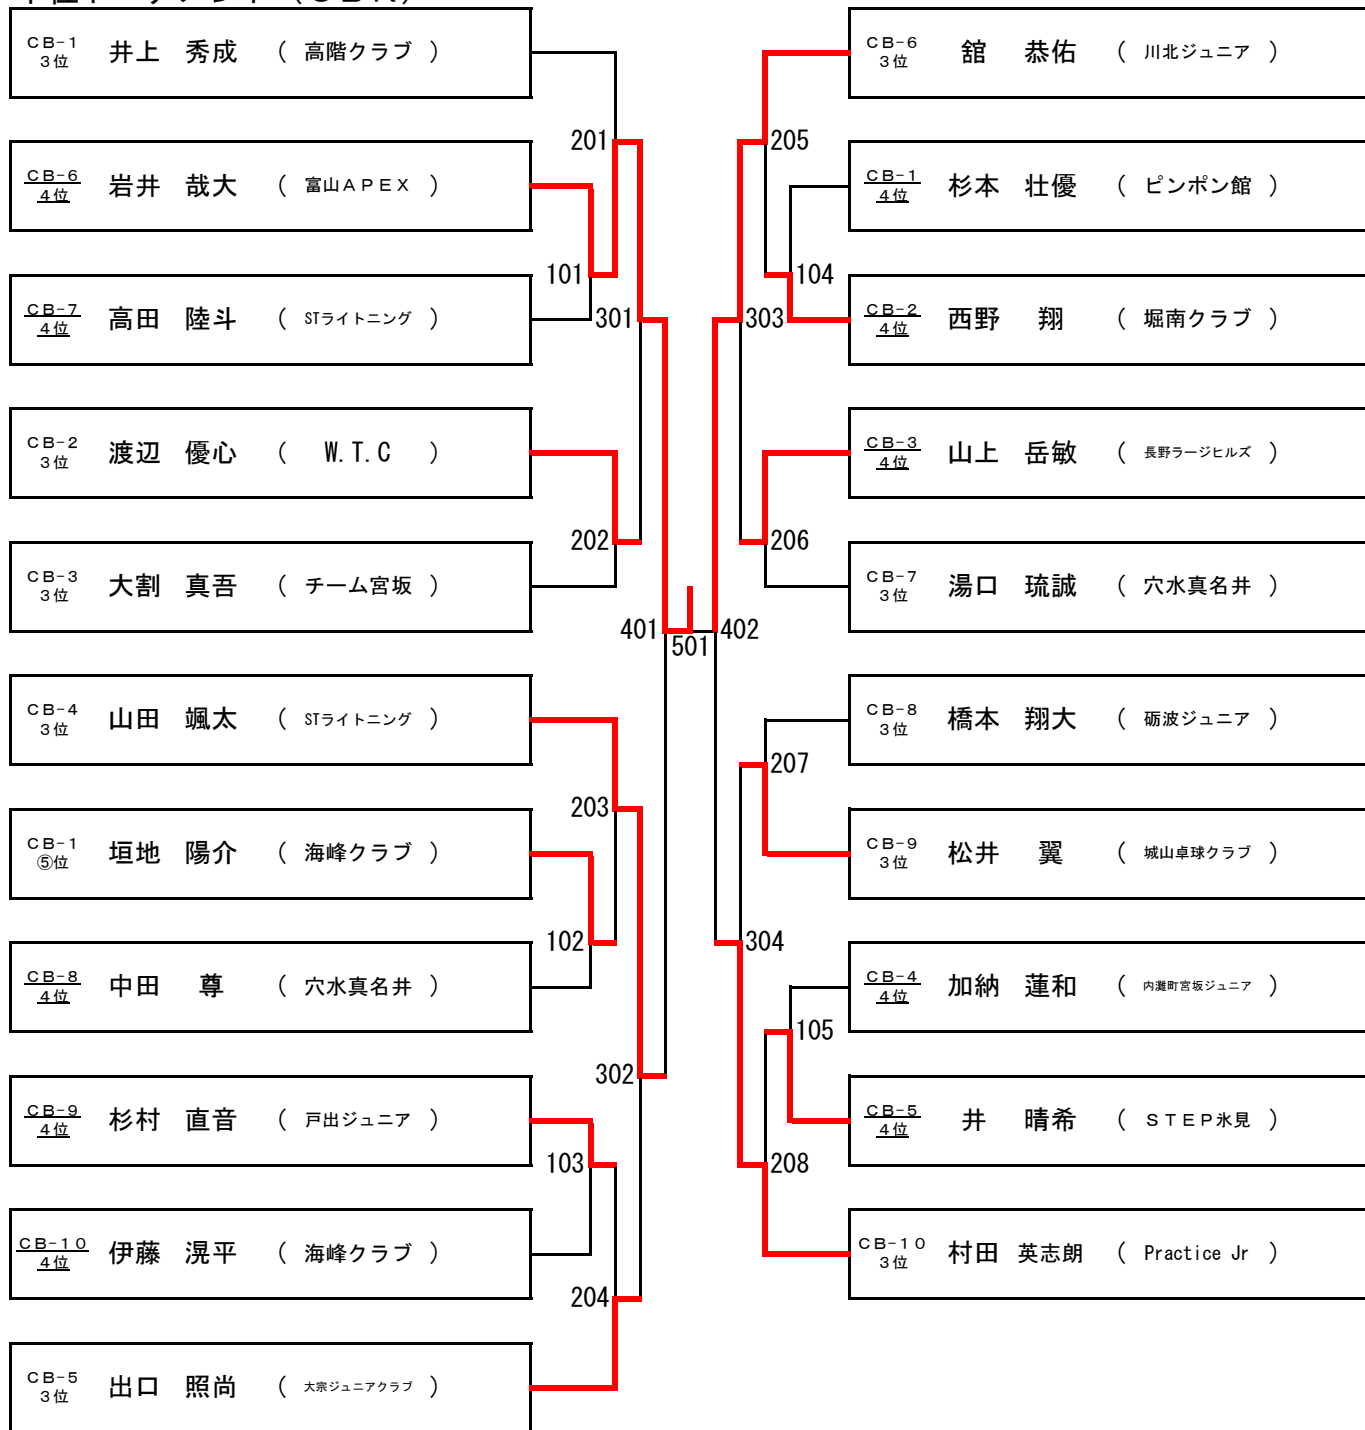 CB-1 3位 井上 秀成 ( 高階クラブ )
CB-6 4位 岩井 哉大 ( 富山APEX )
CB-7 4位 高田 陸斗 ( STライトニング )
CB-2 3位 渡辺 優心 ( W.T.C )
CB-3 3位 大割 真吾 ( チーム宮坂 )
CB-4 3位 山田 颯太 ( STライトニング )
CB-1 ⑤位 垣地 陽介 ( 海峰クラブ )
CB-8 4位 中田 尊 ( 穴水真名井 )
CB-9 4位 杉村 直音 ( 戸出ジュニア )
CB-10 4位 伊藤 滉平 ( 海峰クラブ )
CB-5 3位 出口 照尚 ( 大宗ジュニアクラブ )
201
101
301
202
401
203
102
302
103
204
501
205
104
303
206
402
207
304
105
208
CB-6 3位 舘 恭佑 ( 川北ジュニア )
CB-1 4位 杉本 壮優 ( ピンポン館 )
CB-2 4位 西野 翔 ( 堀南クラブ )
CB-3 4位 山上 岳敏 ( 長野ラージヒルズ )
CB-7 3位 湯口 琉誠 ( 穴水真名井 )
CB-8 3位 橋本 翔大 ( 砺波ジュニア )
CB-9 3位 松井 翼 ( 城山卓球クラブ )
CB-4 4位 加納 蓮和 ( 内灘町宮坂ジュニア )
CB-5 4位 井 晴希 ( STEP氷見 )
CB-10 3位 村田 英志朗 ( Practice Jr )